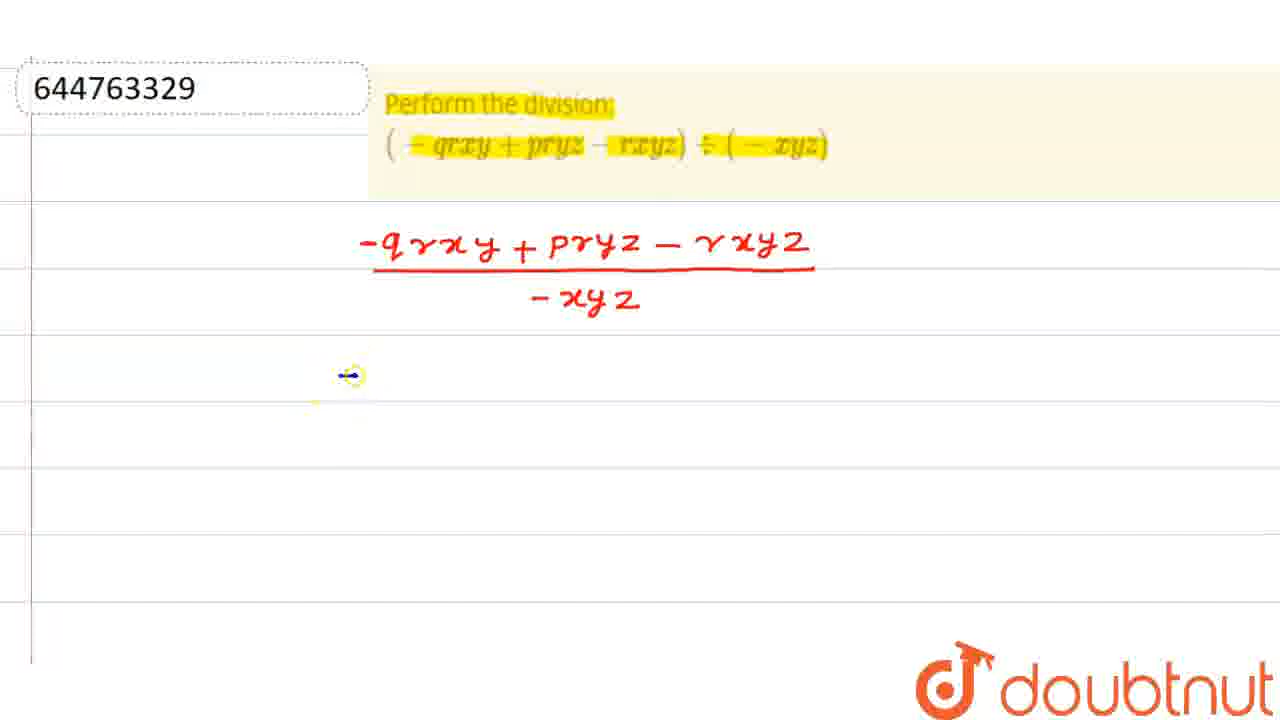 644763329
Perform the division;
(−qrxy+pryz−rxyz)÷(−xyz)
-qrxy + pryz - rxyz
-xyz
doubtnut